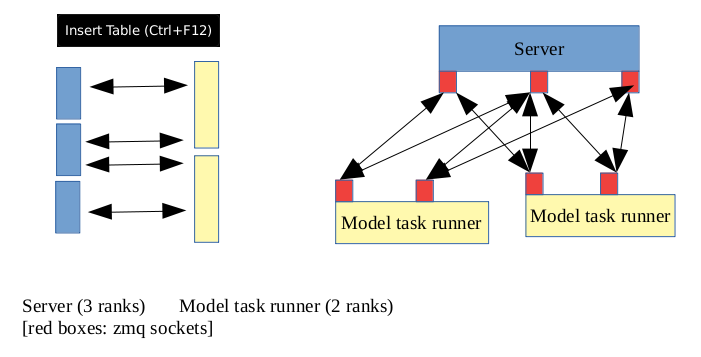 Insert Table (Ctrl+F12)
Server
Model task runner
Model task runner
Server (3 ranks) Model task runner (2 ranks)
[red boxes: zmq sockets]